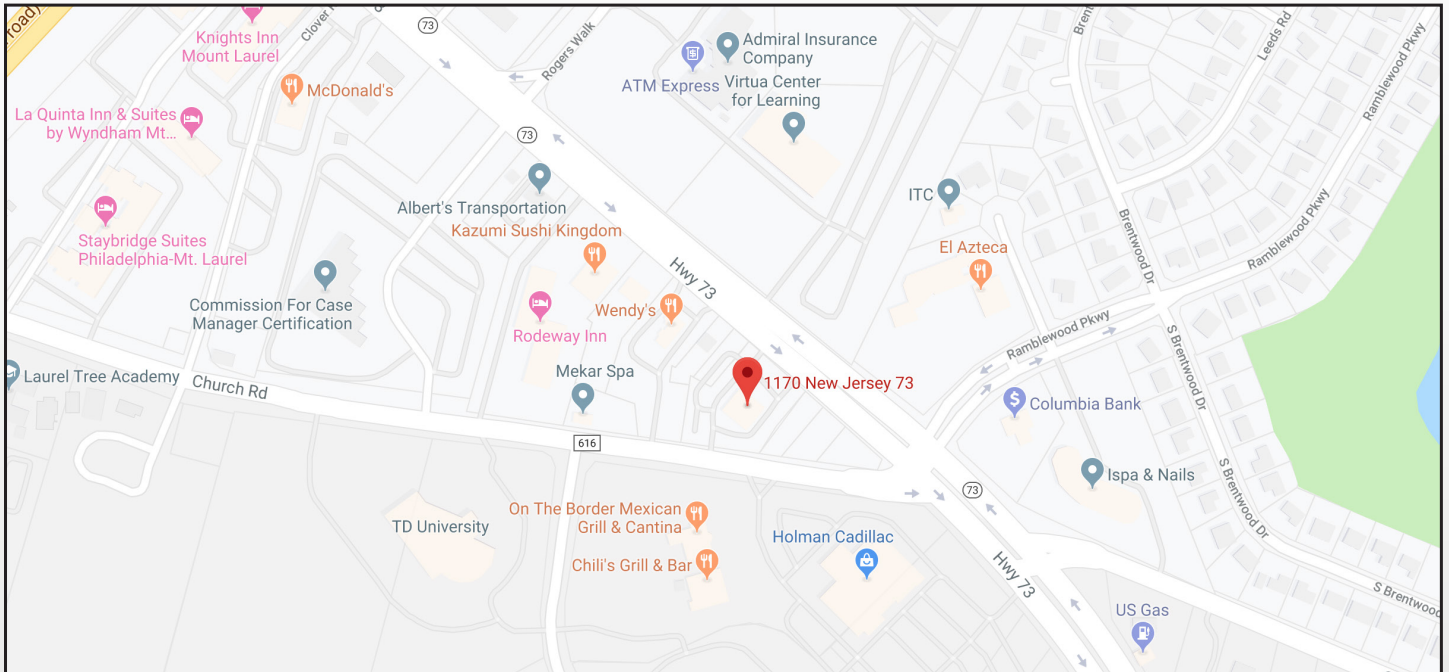 road)
Knights Inn
Mount Laurel
Clover
73
Rogers Walk
Admiral Insurance
Company
ATM Express
Virtua Center
for Learning
Brent
Leeds Rd
Ramblewood Pkwy
McDonald's
La Quinta Inn & Suites
by Wyndham Mt...
73
Albert's Transportation
ITC
Staybridge Suites
Philadelphia-Mt. Laurel
Kazumi Sushi Kingdom
El Azteca
Brentwood Dr
Ramblewood Pkwy
Commission For Case
Manager Certification
Hwy 73
Wendy's
Rodeway Inn
Ramblewood Pkwy
S Brentwood Dr
Laurel Tree Academy
Church Rd
Mekar Spa
1170 New Jersey 73
Columbia Bank
616
Ispa & Nails
73
S Brentwood Dr
TD University
On The Border Mexican
Grill & Cantina
Holman Cadillac
Chili's Grill & Bar
Hwy 73
S Brentwood
US Gas